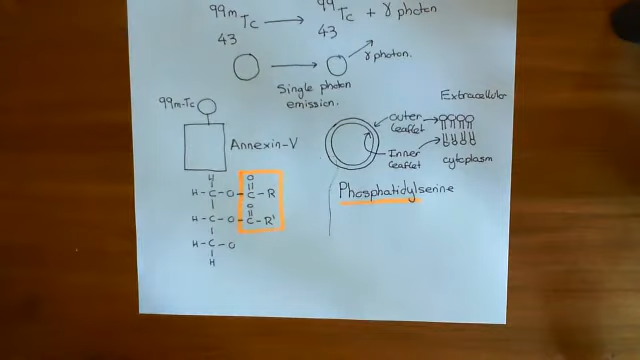 99m Tc → 99 Tc + γ photon
43 43
γ photon.
Single photon
emission.
99m-Tc
Annexin-V
Extracellular
outer
leaflet
Inner
leaflet
cytoplasm
Phosphatidylserine
H O
H-C-O-C-R
O
H-C-O-C-R'
H-C-O
H